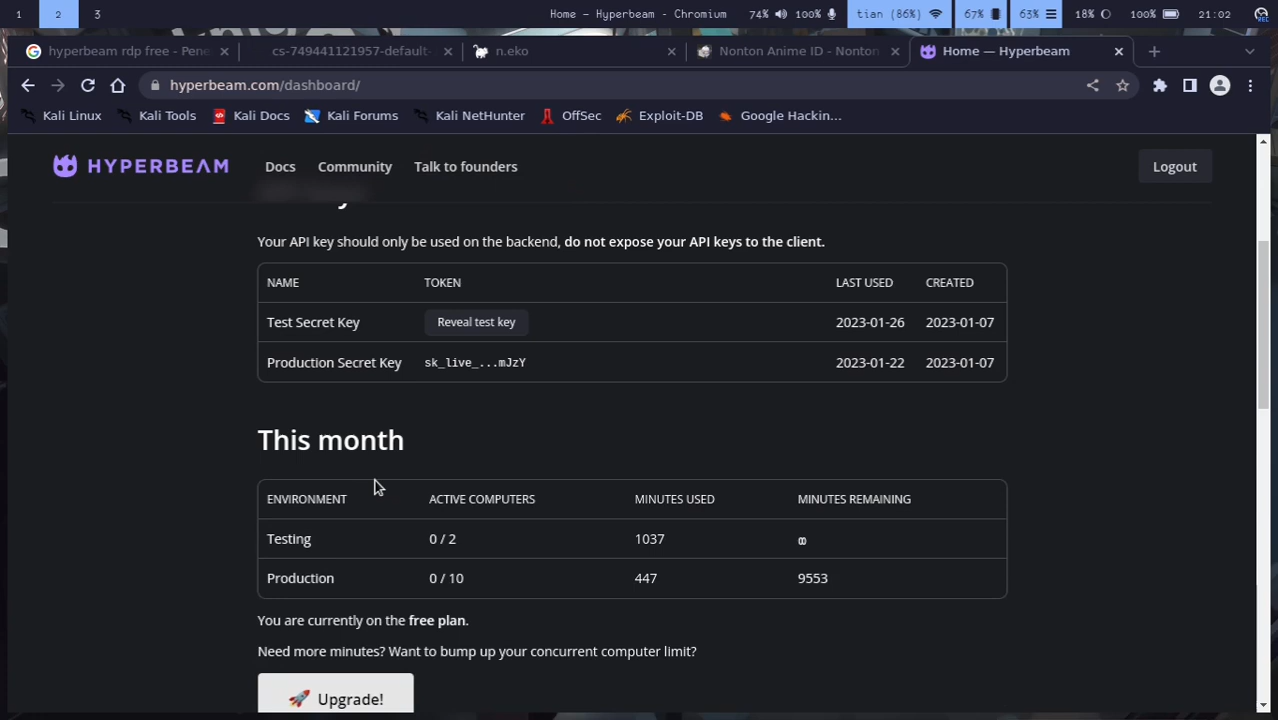 1 2 3 Home – Hyperbeam - Chromium 74% 100% tian (86%) 67% 63% 18% 100% 21:02
hyperbeam rdp free - Pene cs-749441121957-default- n.eko Nonton Anime ID - Nonton Home — Hyperbeam
hyperbeam.com/dashboard/
Kali Linux Kali Tools Kali Docs Kali Forums Kali NetHunter OffSec Exploit-DB Google Hackin...
HYPERBEAM Docs Community Talk to founders Logout
Your API key should only be used on the backend, do not expose your API keys to the client.
NAME TOKEN LAST USED CREATED
Test Secret Key Reveal test key 2023-01-26 2023-01-07
Production Secret Key sk_live_...mJzY 2023-01-22 2023-01-07
This month
ENVIRONMENT ACTIVE COMPUTERS MINUTES USED MINUTES REMAINING
Testing 0 / 2 1037 ∞
Production 0 / 10 447 9553
You are currently on the free plan.
Need more minutes? Want to bump up your concurrent computer limit?
🚀 Upgrade!